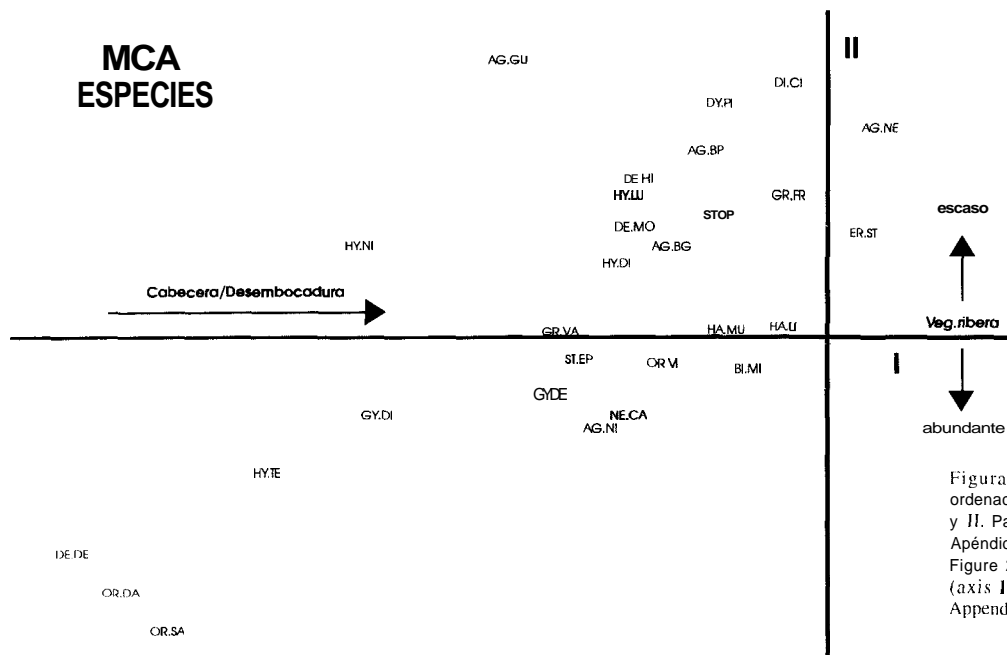 MCA
ESPECIES
II
AG.GU
DI.CI
DY.PI
AG.NE
AG.BP
DE HI
HY.LU
GR.FR
escaso
STOP
DE.MO
ER.ST
HY.NI
AG.BG
HY.DI
Cabecera/Desembocadura
GR.VA
HA.MU
HA.LI
Veg.ribera
ST.EP
OR VI
BI.MI
I
GYDE
GY.DI
NE.CA
AG.NI
abundante
HY.TE
Figura
ordenac
y II. Pa
Apéndic
Figure
(axis I
Append
DE.DE
OR.DA
OR.SA